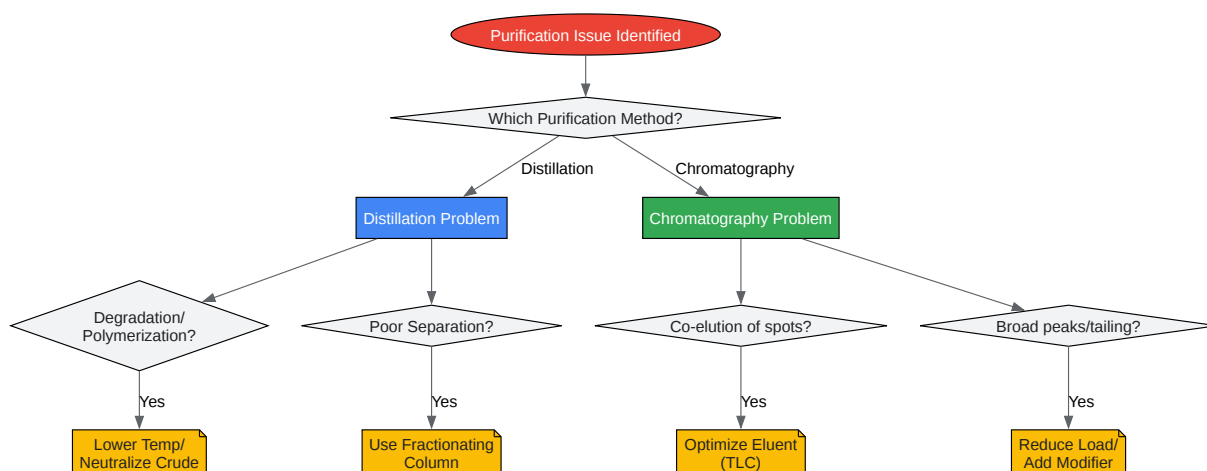 Purification Issue Identified
Which Purification Method?
Distillation
Chromatography
Distillation Problem
Chromatography Problem
Degradation/
Polymerization?
Poor Separation?
Co-elution of spots?
Broad peaks/tailing?
Yes
Yes
Yes
Yes
Lower Temp/
Neutralize Crude
Use Fractionating
Column
Optimize Eluent
(TLC)
Reduce Load/
Add Modifier